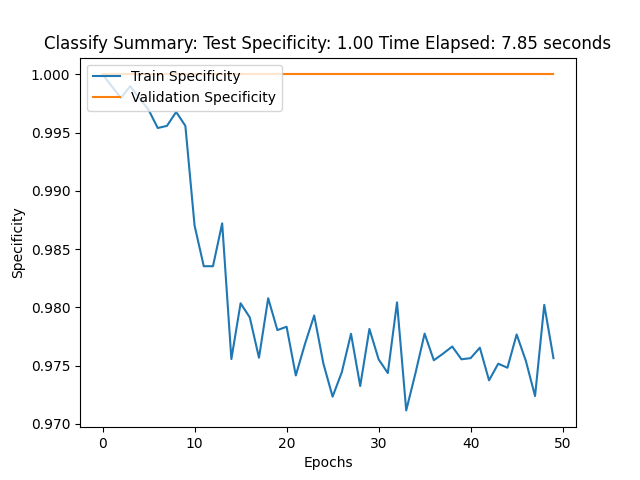 Classify Summary: Test Specificity: 1.00 Time Elapsed: 7.85 seconds
Train Specificity
Validation Specificity
1.000
0.995
0.990
0.985
0.980
0.975
0.970
Specificity
0 10 20 30 40 50
Epochs